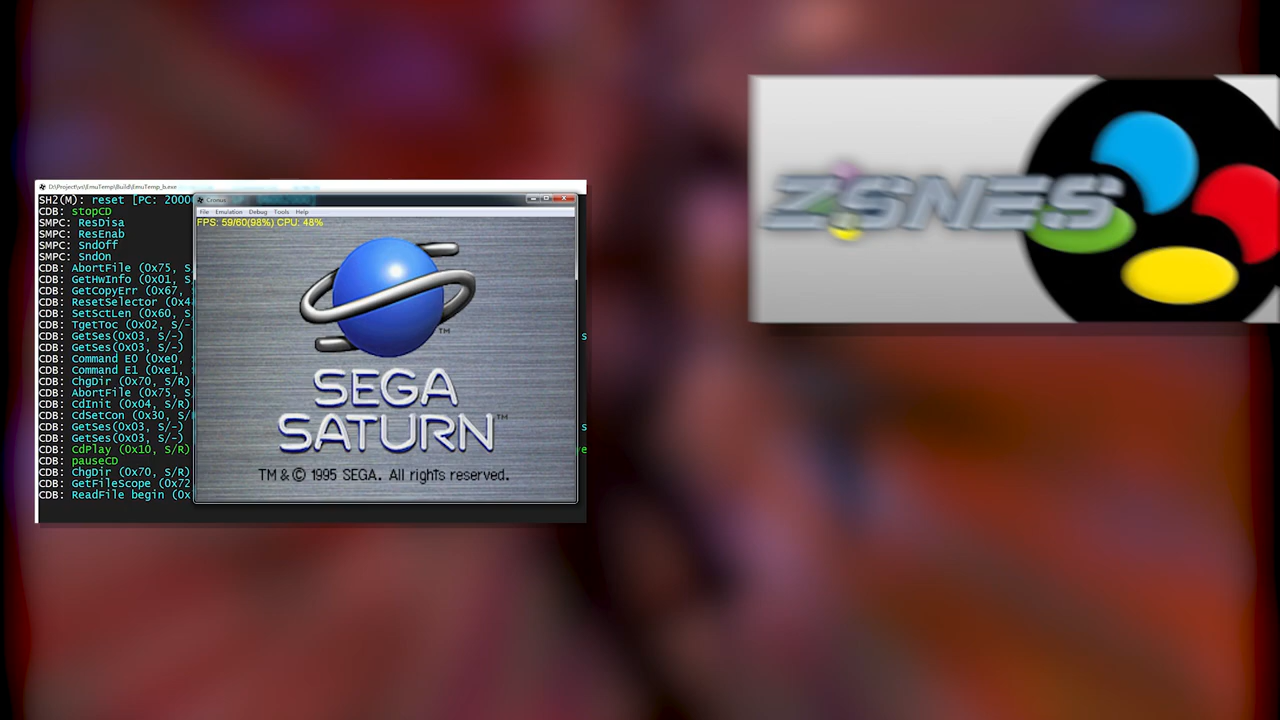 D:\Project\vc\EmuTemp\Build\EmuTemp_b.exe
SH2(M): reset [PC: 20000
CDB: stopCD
SMPC: ResDisa
SMPC: ResEnab
SMPC: SndOff
SMPC: SndOn
CDB: AbortFile (0x75, S
CDB: GetHwInfo (0x01, S
CDB: GetCopyErr (0x67,
CDB: ResetSelector (0x4
CDB: SetSctLen (0x60, S
CDB: TgetToc (0x02, S/-
CDB: GetSes(0x03, S/-)
CDB: GetSes(0x03, S/-)
CDB: Command E0 (0xe0,
CDB: Command E1 (0xe1,
CDB: ChgDir (0x70, S/R)
CDB: AbortFile (0x75, S
CDB: CdInit (0x04, S/R)
CDB: CdSetCon (0x30, S/
CDB: GetSes(0x03, S/-)
CDB: GetSes(0x03, S/-)
CDB: CdPlay (0x10, S/R)
CDB: pauseCD
CDB: ChgDir (0x70, S/R)
CDB: GetFileScope (0x72
CDB: ReadFile begin (0x
Cronus
File Emulation Debug Tools Help
FPS: 59/60(98%) CPU: 48%
TM
SEGA
SATURN TM
TM & © 1995 SEGA. All rights reserved.
ZSNES